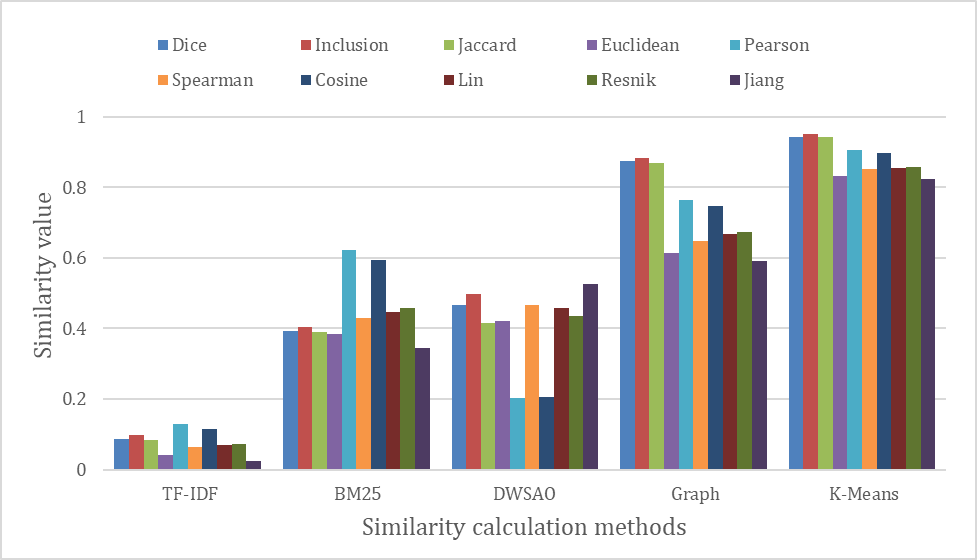 Dice Inclusion Jaccard Euclidean Pearson
Spearman Cosine Lin Resnik Jiang
1
0.8
0.6
0.4
0.2
0
Similarity value
TF-IDF BM25 DWSAO Graph K-Means
Similarity calculation methods